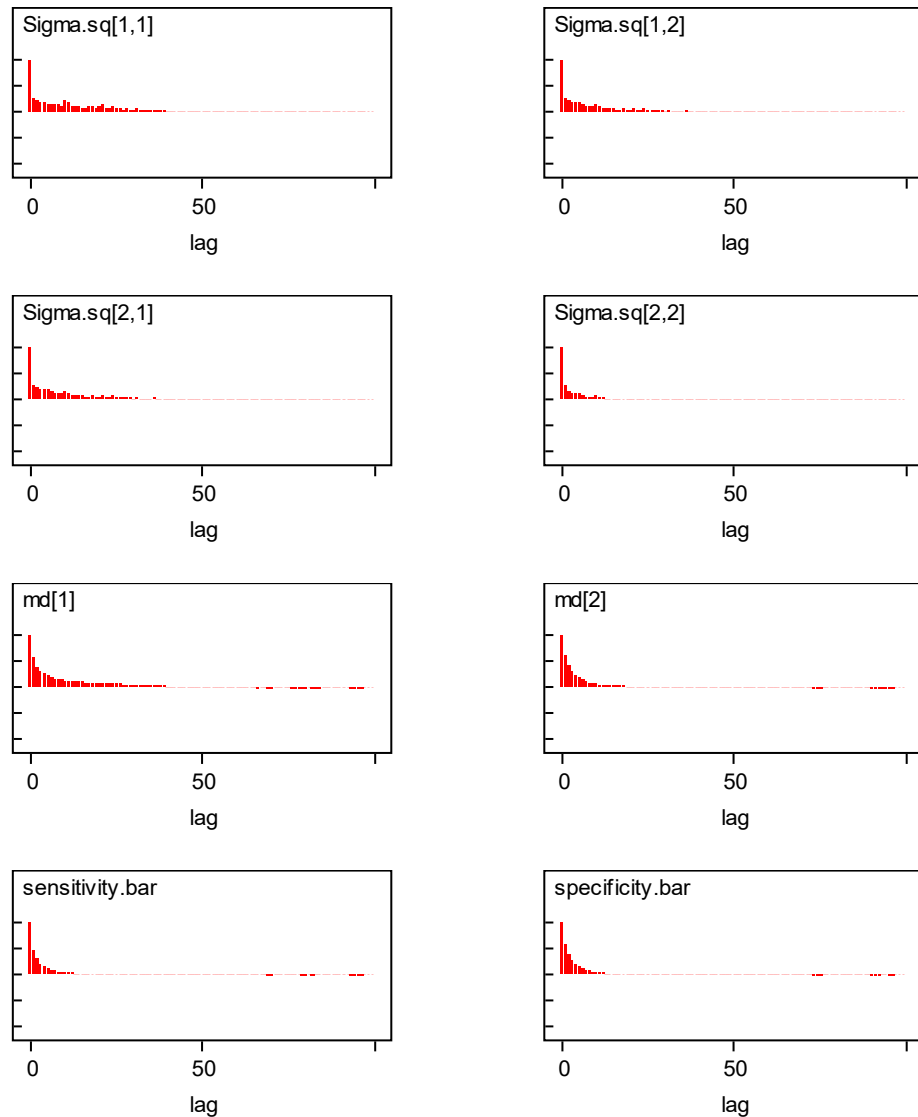 Sigma.sq[1,1]
0 50
lag
Sigma.sq[1,2]
0 50
lag
Sigma.sq[2,1]
0 50
lag
Sigma.sq[2,2]
0 50
lag
md[1]
0 50
lag
md[2]
0 50
lag
sensitivity.bar
0 50
lag
specificity.bar
0 50
lag